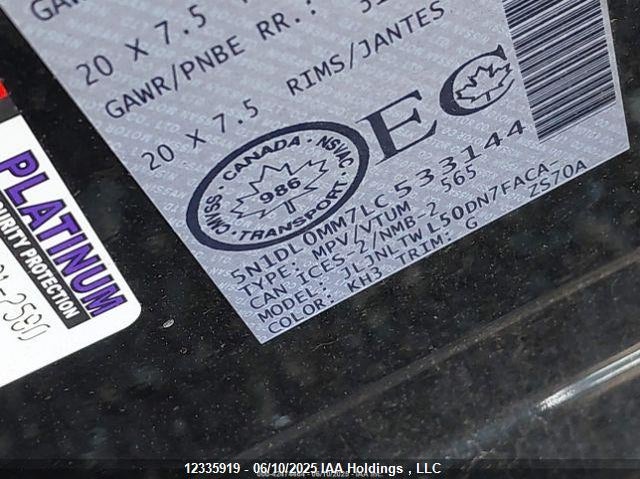 20 X 7.5
GAWR/PNBE RR.:
20 X 7.5 RIMS/JANTES
OEC
CANADA · NSVAC ·
986
TRANSPORT · CMVSS
5N1DL0MM7LC533144
TYPE: MPV/VTUM 565
CAN ICES-2/NMB-2
MODEL: JLJNLTWL50DN7FACA-
COLOR: KH3 TRIM: G ZS70A
PLATINUM
SECURITY PROTECTION
12335919 - 06/10/2025 IAA Holdings , LLC